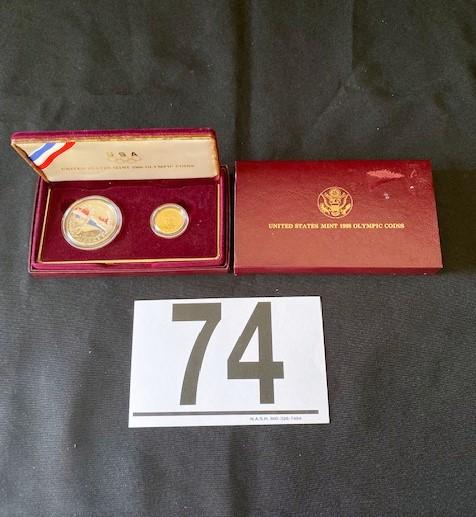 USA
UNITED STATES MINT 1988 OLYMPIC COINS
UNITED STATES MINT 1988 OLYMPIC COINS
74